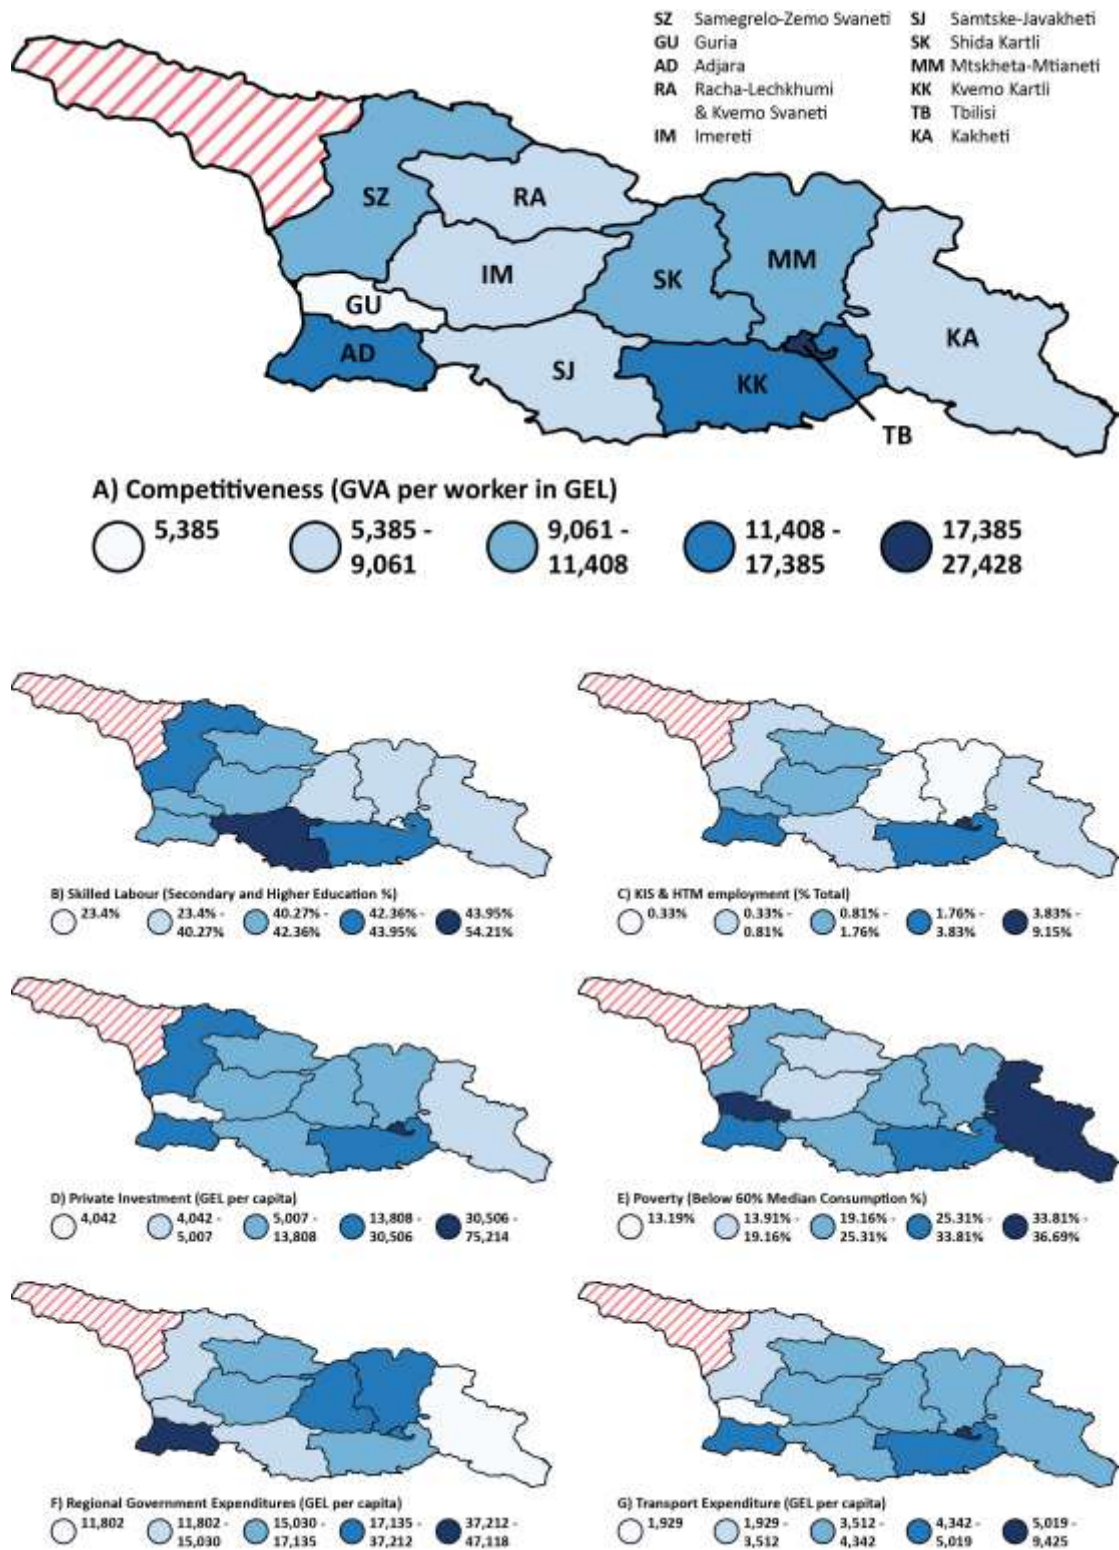 SZ Samegrelo-Zemo Svaneti
GU Guria
AD Adjara
RA Racha-Lechkhumi
& Kvemo Svaneti
IM Imereti
SJ Samtske-Javakheti
SK Shida Kartli
MM Mtskheta-Mtianeti
KK Kvemo Kartli
TB Tbilisi
KA Kakheti
SZ
RA
IM
GU
AD
SJ
SK
MM
KK
KA
TB
A) Competitiveness (GVA per worker in GEL)
5,385
5,385 -
9,061
9,061 -
11,408
11,408 -
17,385
17,385
27,428
B) Skilled Labour (Secondary and Higher Education %)
23.4%
23.4% -
40.27%
40.27% -
42.36%
42.36% -
43.95%
43.95%
54.21%
C) KIS & HTM employment (% Total)
0.33%
0.33% -
0.81%
0.81% -
1.76%
1.76% -
3.83%
3.83% -
9.15%
D) Private Investment (GEL per capita)
4,042
4,042 -
5,007
5,007 -
13,808
13,808 -
30,506
30,506 -
75,214
E) Poverty (Below 60% Median Consumption %)
13.19%
13.91% -
19.16%
19.16% -
25.31%
25.31% -
33.81%
33.81% -
36.69%
F) Regional Government Expenditures (GEL per capita)
11,802
11,802 -
15,030
15,030 -
17,135
17,135 -
37,212
37,212 -
47,118
G) Transport Expenditure (GEL per capita)
1,929
1,929 -
3,512
3,512 -
4,342
4,342 -
5,019
5,019 -
9,425